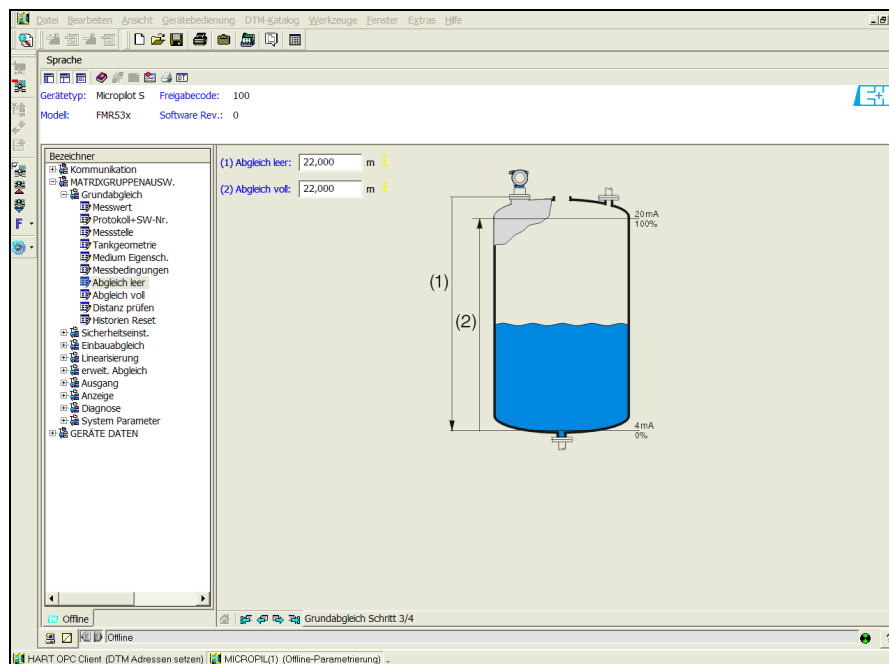 Datei Bearbeiten Ansicht Gerätebedienung DTM-Katalog Werkzeuge Fenster Extras Hilfe
Sprache
Gerätetyp: Micropilot S Freigabecode: 100
Modell: FMR53x Software Rev.: 0
Bezeichner
Kommunikation
MATRIXGRUPPENAUSW.
Grundabgleich
Messwert
Protokoll+SW-Nr.
Messstelle
Tankgeometrie
Medium Eigensch.
Messbedingungen
Abgleich leer
Abgleich voll
Distanz prüfen
Historien Reset
Sicherheitseinst.
Einbauabgleich
Linearisierung
erweit. Abgleich
Ausgang
Anzeige
Diagnose
System Parameter
GERÄTE DATEN
(1) Abgleich leer: 22,000 m
(2) Abgleich voll: 22,000 m
20mA
100%
(1)
(2)
4mA
0%
Offline
Grundabgleich Schritt 3/4
Offline
HART OPC Client (DTM Adressen setzen) MICROPIL(1) (Offline-Parametrierung)